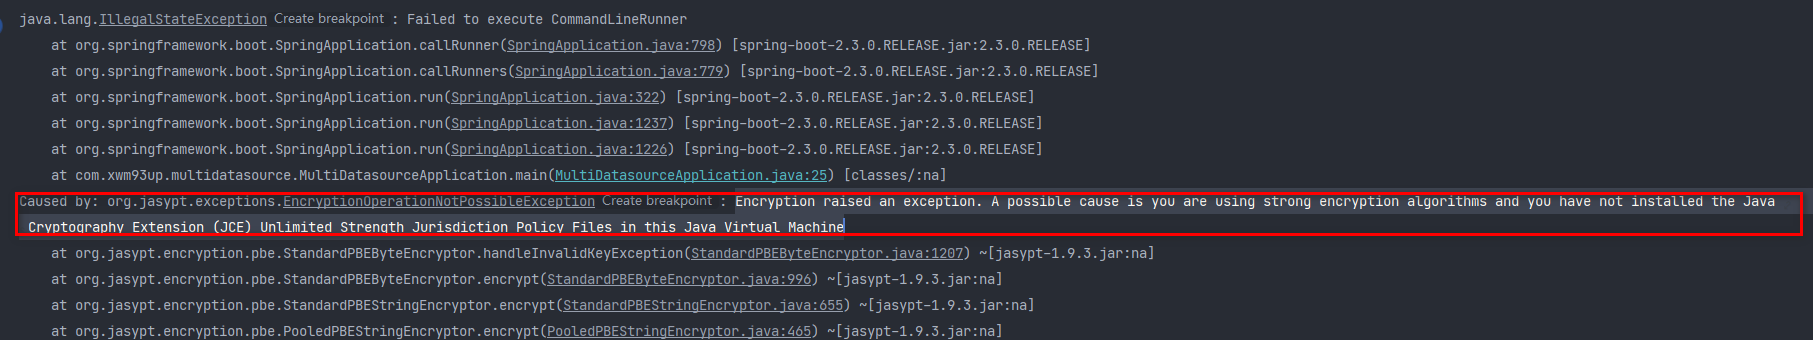 java.lang.IllegalStateException Create breakpoint : Failed to execute CommandLineRunner
at org.springframework.boot.SpringApplication.callRunner(SpringApplication.java:798) [spring-boot-2.3.0.RELEASE.jar:2.3.0.RELEASE]
at org.springframework.boot.SpringApplication.callRunners(SpringApplication.java:779) [spring-boot-2.3.0.RELEASE.jar:2.3.0.RELEASE]
at org.springframework.boot.SpringApplication.run(SpringApplication.java:322) [spring-boot-2.3.0.RELEASE.jar:2.3.0.RELEASE]
at org.springframework.boot.SpringApplication.run(SpringApplication.java:1237) [spring-boot-2.3.0.RELEASE.jar:2.3.0.RELEASE]
at org.springframework.boot.SpringApplication.run(SpringApplication.java:1226) [spring-boot-2.3.0.RELEASE.jar:2.3.0.RELEASE]
at com.xwm93up.multidatasource.MultiDatasourceApplication.main(MultiDatasourceApplication.java:25) [classes/:na]
Caused by: org.jasypt.exceptions.EncryptionOperationNotPossibleException Create breakpoint : Encryption raised an exception. A possible cause is you are using strong encryption algorithms and you have not installed the Java
Cryptography Extension (JCE) Unlimited Strength Jurisdiction Policy Files in this Java Virtual Machine
at org.jasypt.encryption.pbe.StandardPBEByteEncryptor.handleInvalidKeyException(StandardPBEByteEncryptor.java:1207) ~[jasypt-1.9.3.jar:na]
at org.jasypt.encryption.pbe.StandardPBEByteEncryptor.encrypt(StandardPBEByteEncryptor.java:996) ~[jasypt-1.9.3.jar:na]
at org.jasypt.encryption.pbe.StandardPBEStringEncryptor.encrypt(StandardPBEStringEncryptor.java:655) ~[jasypt-1.9.3.jar:na]
at org.jasypt.encryption.pbe.PooledPBEStringEncryptor.encrypt(PooledPBEStringEncryptor.java:465) ~[jasypt-1.9.3.jar:na]